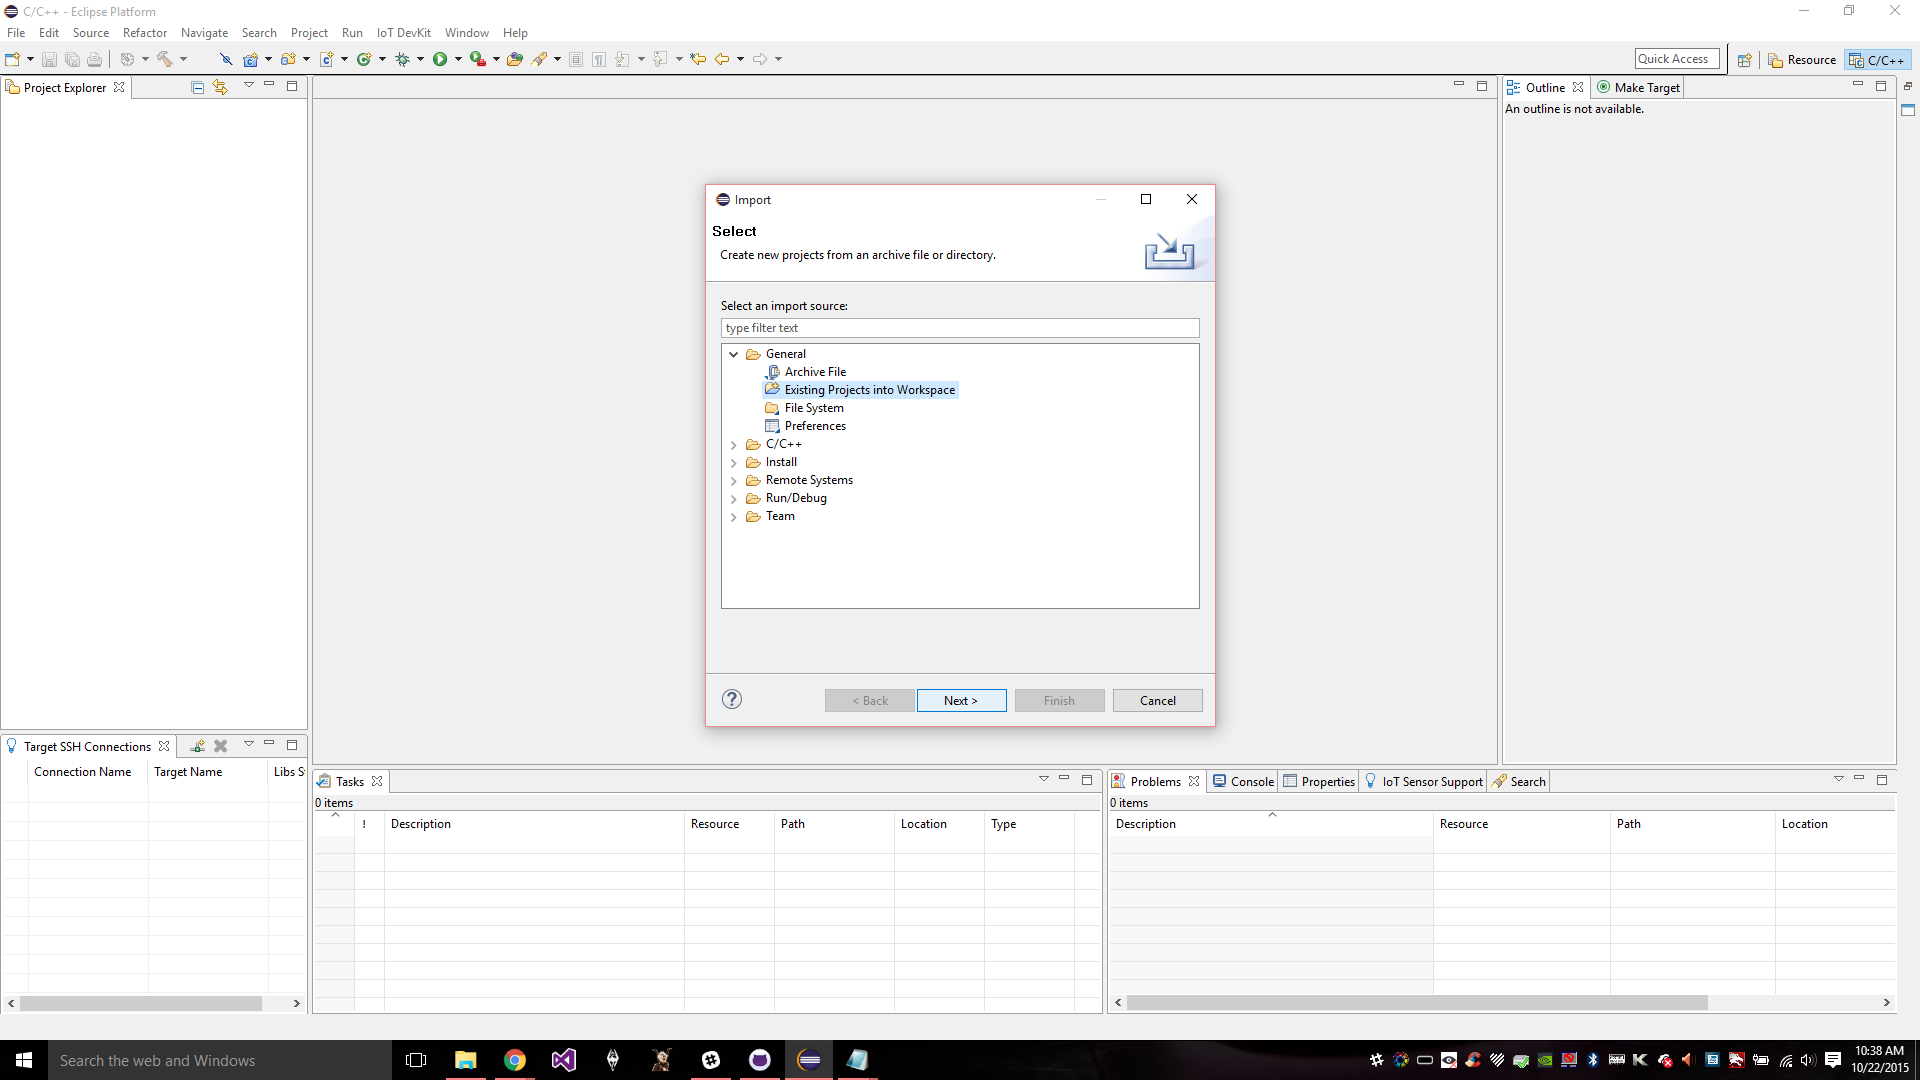 C/C++ - Eclipse Platform
File Edit Source Refactor Navigate Search Project Run IoT DevKit Window Help
Quick Access
Resource
C/C++
Project Explorer
Outline
Make Target
An outline is not available.
Import
Select
Create new projects from an archive file or directory.
Select an import source:
type filter text
General
Archive File
Existing Projects into Workspace
File System
Preferences
C/C++
Install
Remote Systems
Run/Debug
Team
? < Back Next > Finish Cancel
Target SSH Connections
Connection Name Target Name Libs S
Tasks
0 items
! Description Resource Path Location Type
Problems Console Properties IoT Sensor Support Search
0 items
Description Resource Path Location
Search the web and Windows
10:38 AM
10/22/2015